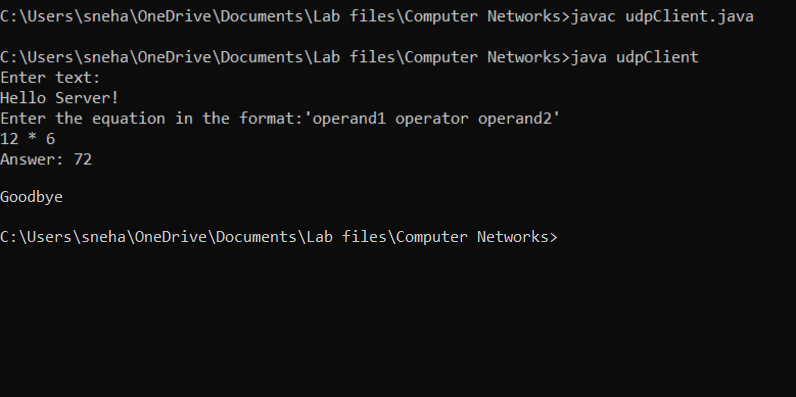 C:\Users\sneha\OneDrive\Documents\Lab files\Computer Networks>javac udpClient.java
C:\Users\sneha\OneDrive\Documents\Lab files\Computer Networks>java udpClient
Enter text:
Hello Server!
Enter the equation in the format:'operand1 operator operand2'
12 * 6
Answer: 72
Goodbye
C:\Users\sneha\OneDrive\Documents\Lab files\Computer Networks>